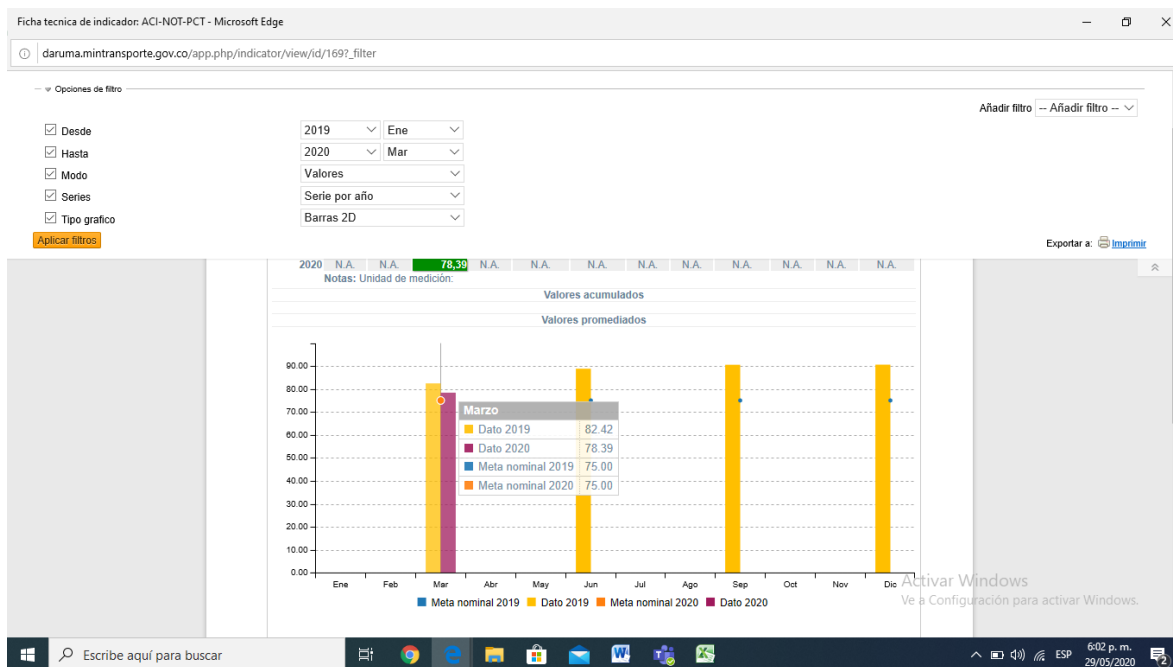 Ficha tecnica de indicador: ACI-NOT-PCT - Microsoft Edge
daruma.mintransporte.gov.co/app.php/indicator/view/id/169?_filter
Opciones de filtro
Añadir filtro -- Añadir filtro --
Desde 2019 Ene
Hasta 2020 Mar
Modo Valores
Series Serie por año
Tipo grafico Barras 2D
Aplicar filtros
Exportar a: Imprimir
2020 N.A. N.A. 78,39 N.A. N.A. N.A. N.A. N.A. N.A. N.A. N.A. N.A.
Notas: Unidad de medición:
Valores acumulados
Valores promediados
90.00
80.00
70.00
60.00
50.00
40.00
30.00
20.00
10.00
0.00
Marzo
Dato 2019 82.42
Dato 2020 78.39
Meta nominal 2019 75.00
Meta nominal 2020 75.00
Ene Feb Mar Abr May Jun Jul Ago Sep Oct Nov Dic
Meta nominal 2019 Dato 2019 Meta nominal 2020 Dato 2020
Activar Windows
Ve a Configuración para activar Windows.
Escribe aquí para buscar
ESP
6:02 p. m.
29/05/2020